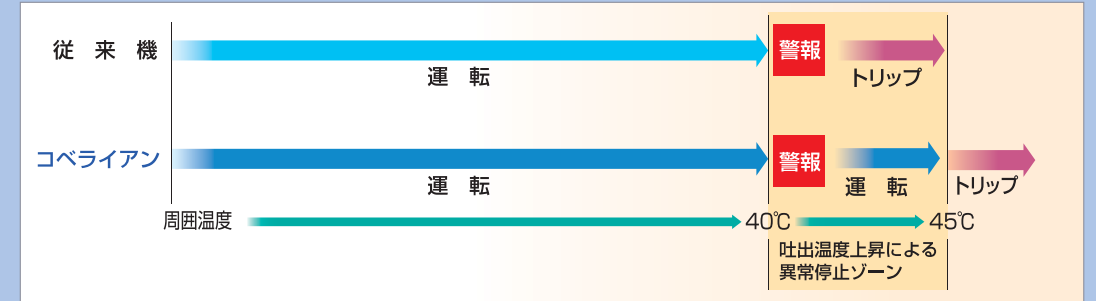 従来機
警報
運転
トリップ
コベライアン
警報
運転
運転
トリップ
周囲温度
40℃
45℃
吐出温度上昇による
異常停止ゾーン